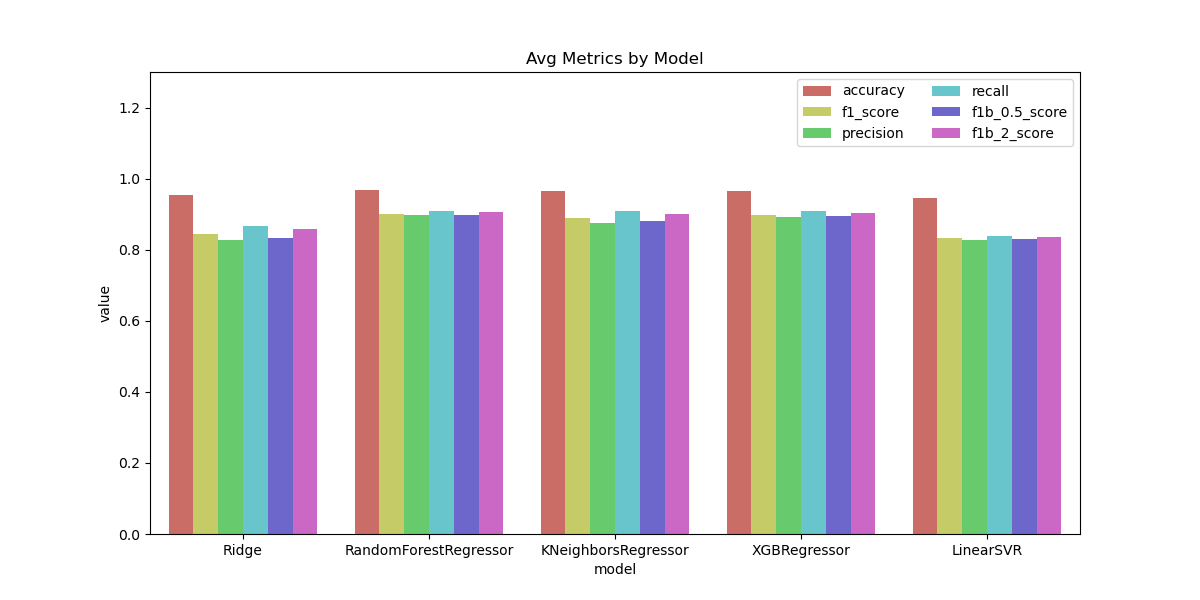 Avg Metrics by Model
accuracy
f1_score
precision
recall
f1b_0.5_score
f1b_2_score
value
1.2
1.0
0.8
0.6
0.4
0.2
0.0
Ridge RandomForestRegressor KNeighborsRegressor XGBRegressor LinearSVR
model